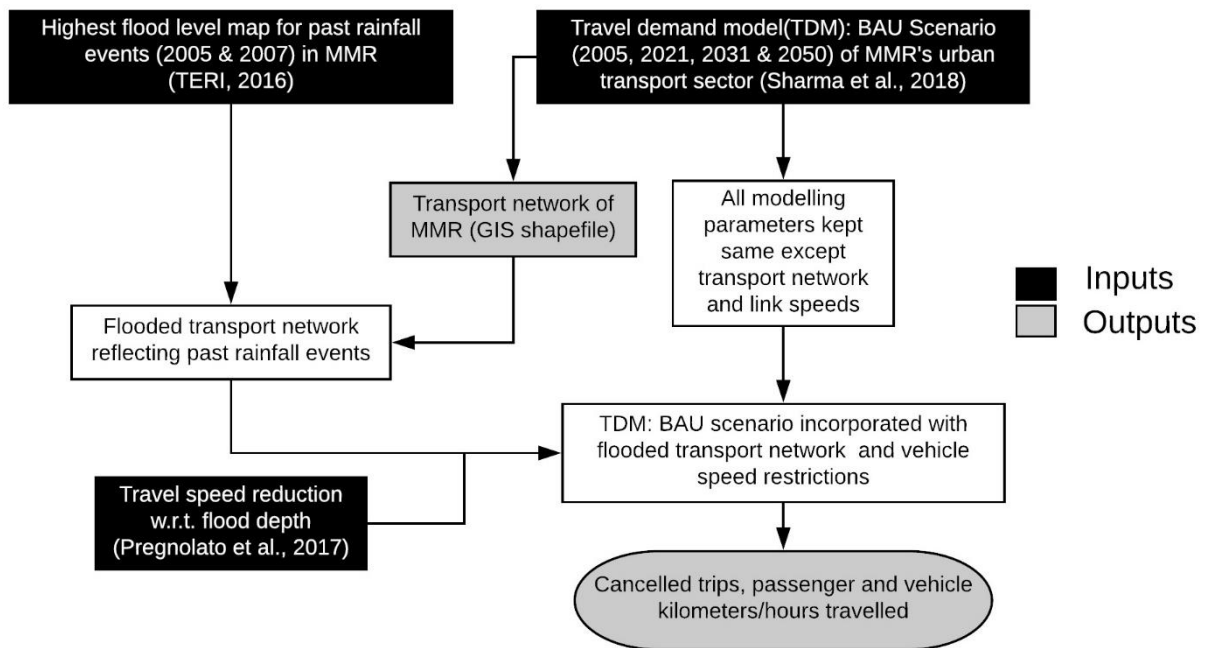 Highest flood level map for past rainfall
events (2005 & 2007) in MMR
(TERI, 2016)
Travel demand model(TDM): BAU Scenario
(2005, 2021, 2031 & 2050) of MMR's urban
transport sector (Sharma et al., 2018)
Transport network of
MMR (GIS shapefile)
All modelling
parameters kept
same except
transport network
and link speeds
Inputs
Outputs
Flooded transport network
reflecting past rainfall events
TDM: BAU scenario incorporated with
flooded transport network and vehicle
speed restrictions
Travel speed reduction
w.r.t. flood depth
(Pregnolato et al., 2017)
Cancelled trips, passenger and vehicle
kilometers/hours travelled